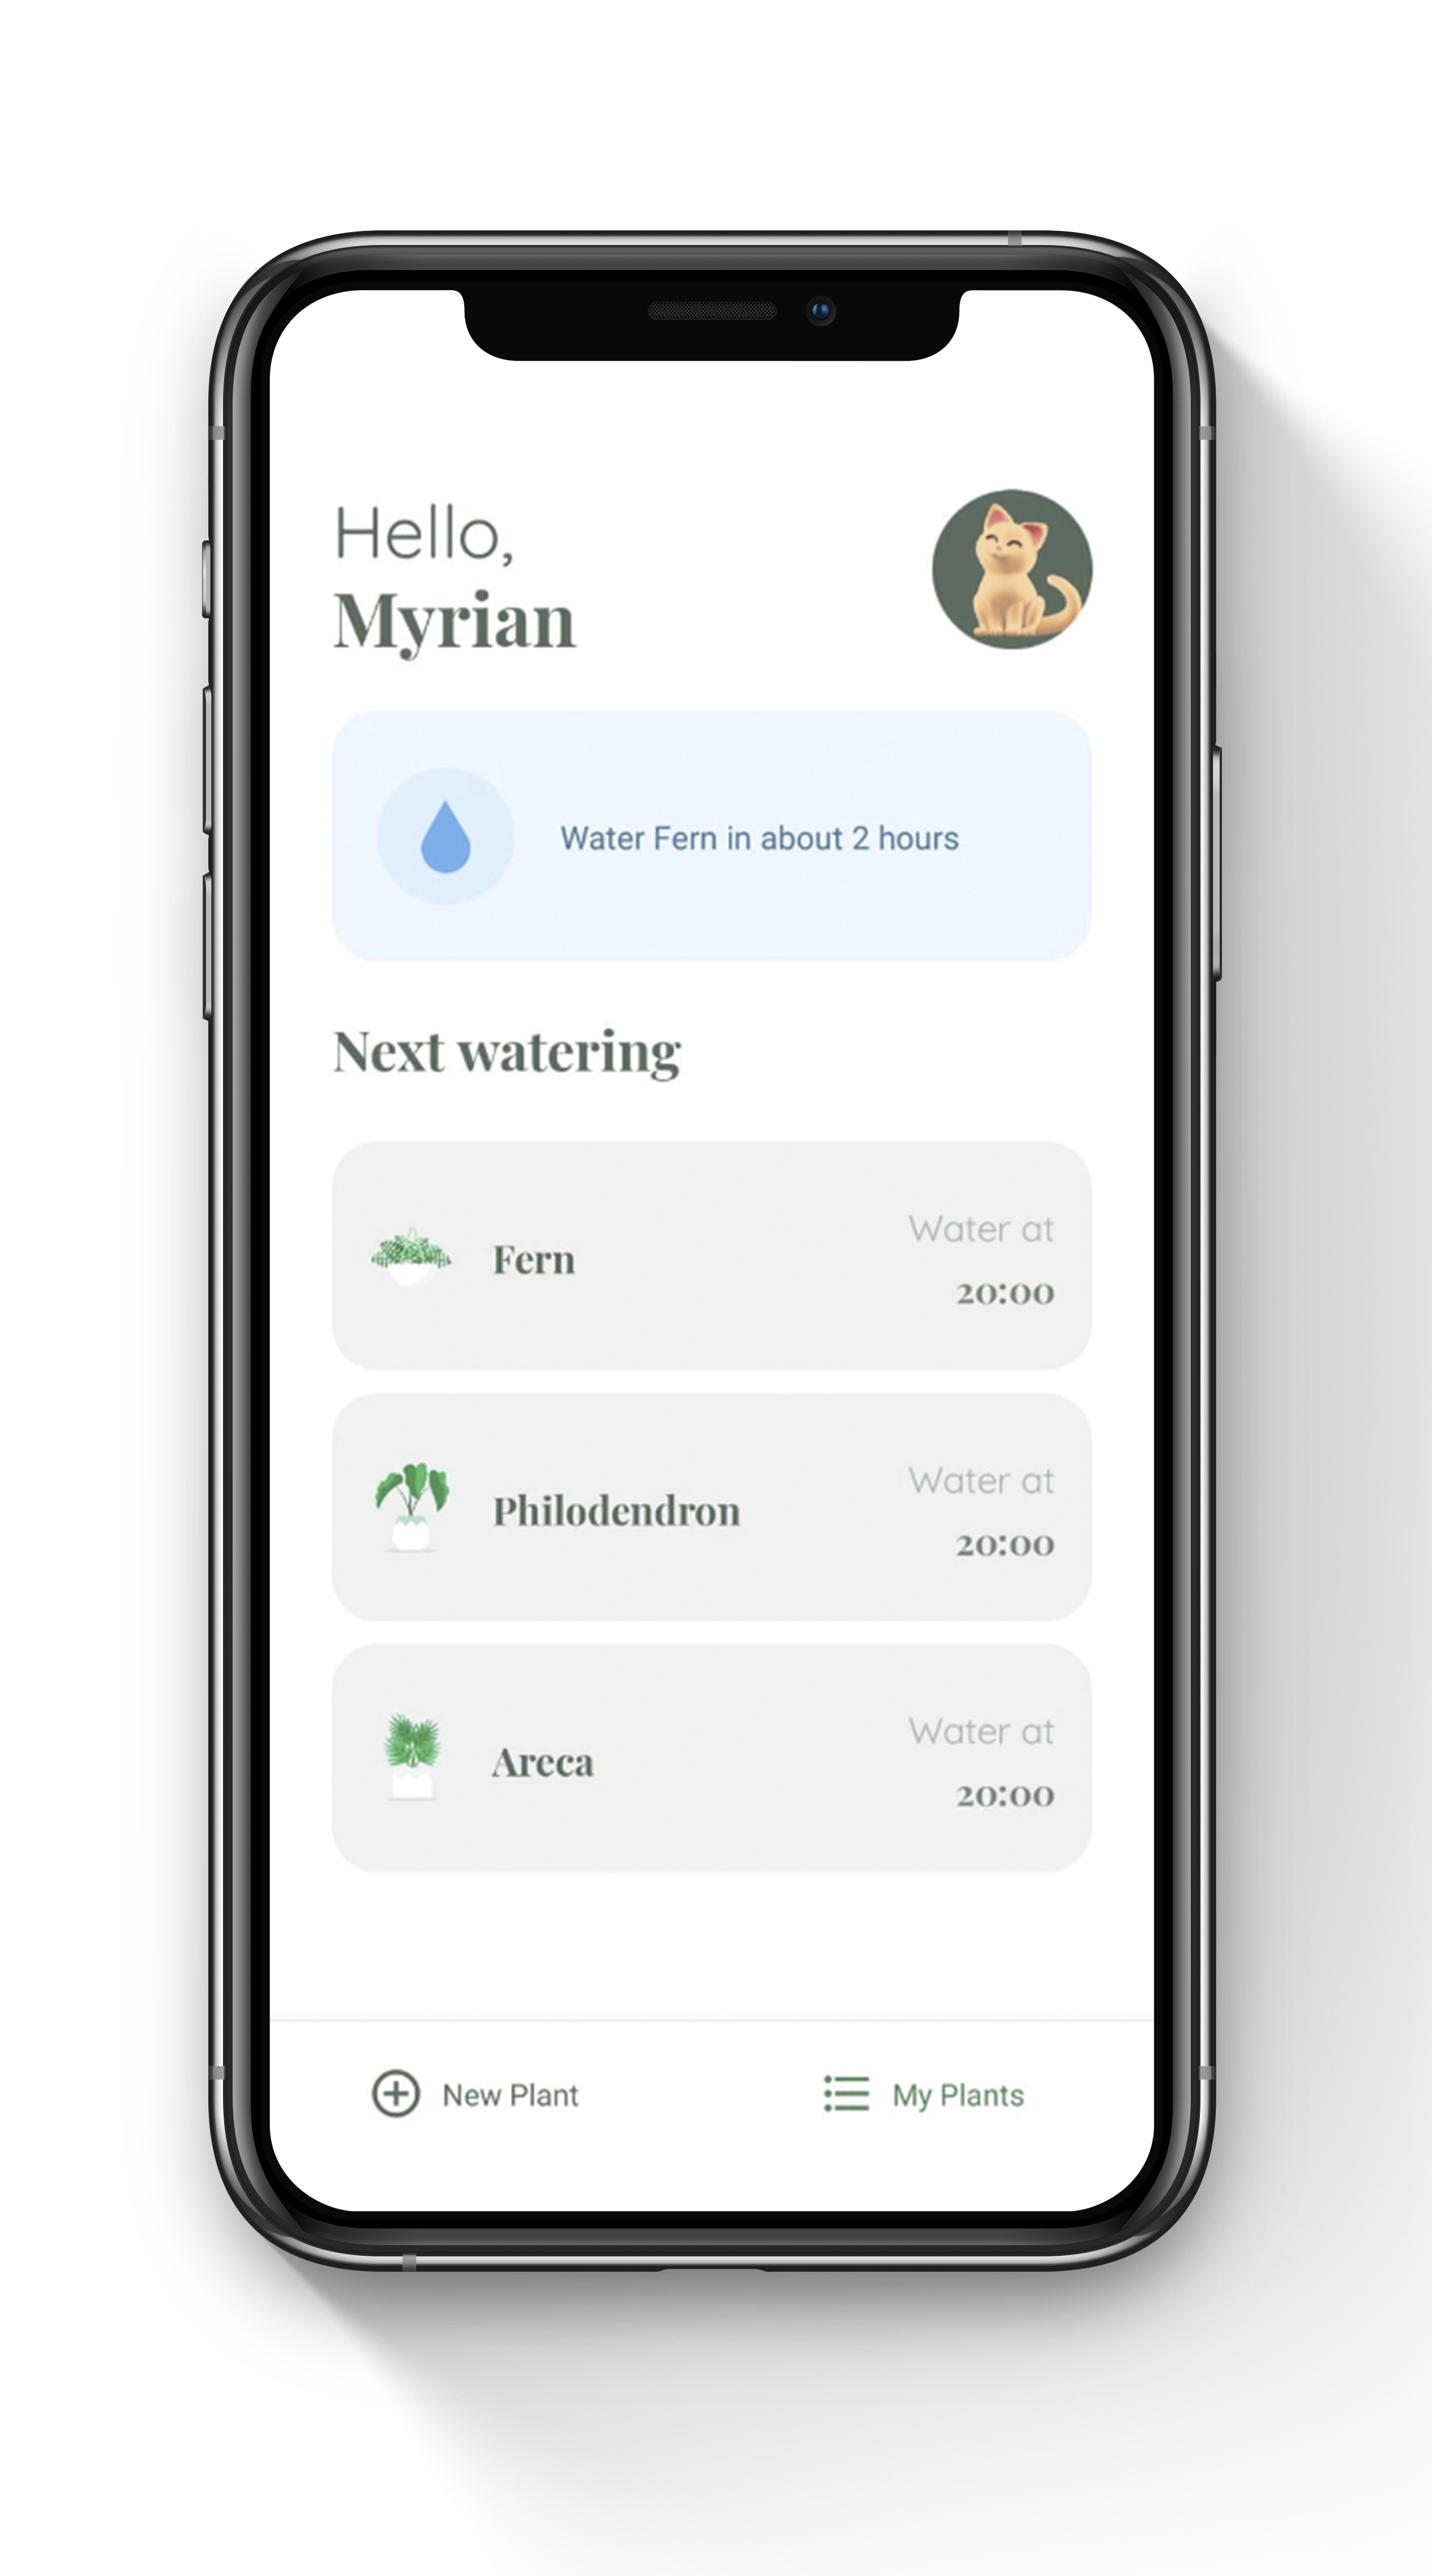 Hello,
Myrian
Water Fern in about 2 hours
Next watering
Fern
Water at
20:00
Philodendron
Water at
20:00
Areca
Water at
20:00
New Plant
My Plants